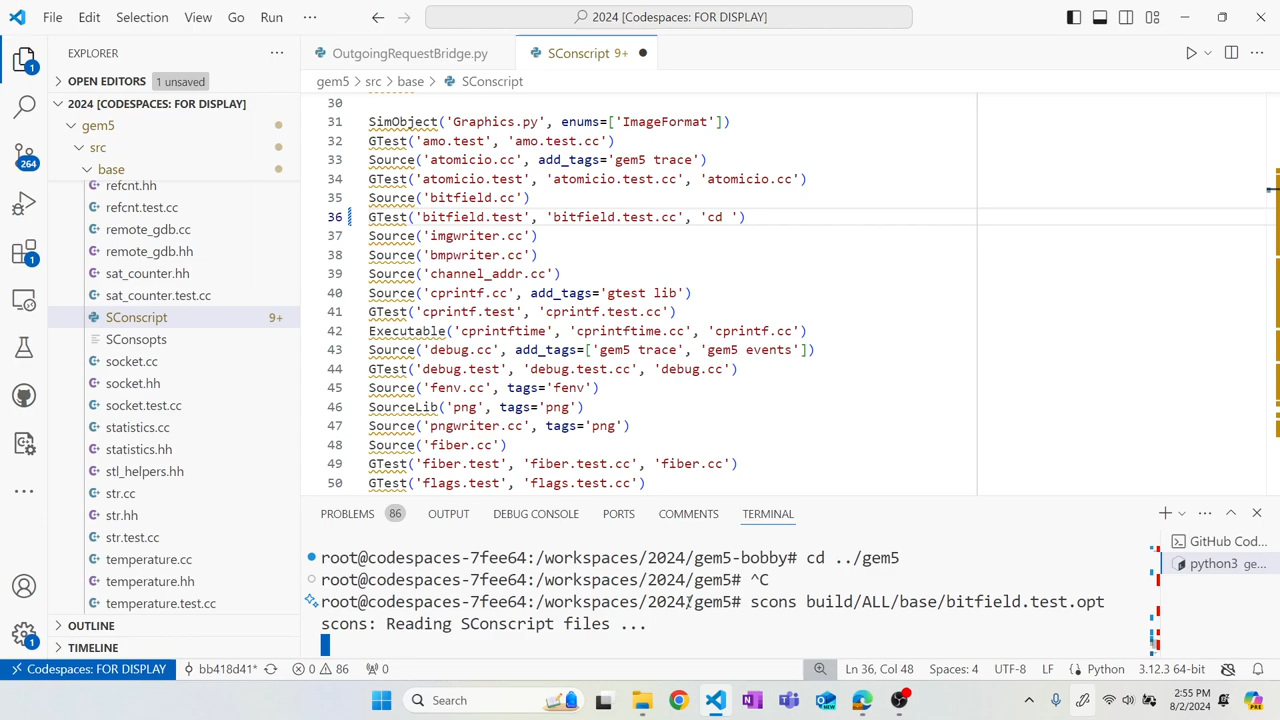 File Edit Selection View Go Run ··· 2024 [Codespaces: FOR DISPLAY]
EXPLORER ···
OPEN EDITORS 1 unsaved
2024 [CODESPACES: FOR DISPLAY]
gem5
src
base
refcnt.hh
refcnt.test.cc
remote_gdb.cc
remote_gdb.hh
sat_counter.hh
sat_counter.test.cc
SConscript 9+
SConsopts
socket.cc
socket.hh
socket.test.cc
statistics.cc
statistics.hh
stl_helpers.hh
str.cc
str.hh
str.test.cc
temperature.cc
temperature.hh
temperature.test.cc
OUTLINE
TIMELINE
1
264
1
1
OutgoingRequestBridge.py SConscript 9+
gem5 > src > base > SConscript
30
31 SimObject('Graphics.py', enums=['ImageFormat'])
32 GTest('amo.test', 'amo.test.cc')
33 Source('atomicio.cc', add_tags='gem5 trace')
34 GTest('atomicio.test', 'atomicio.test.cc', 'atomicio.cc')
35 Source('bitfield.cc')
36 GTest('bitfield.test', 'bitfield.test.cc', 'cd ')
37 Source('imgwriter.cc')
38 Source('bmpwriter.cc')
39 Source('channel_addr.cc')
40 Source('cprintf.cc', add_tags='gtest lib')
41 GTest('cprintf.test', 'cprintf.test.cc')
42 Executable('cprintftime', 'cprintftime.cc', 'cprintf.cc')
43 Source('debug.cc', add_tags=['gem5 trace', 'gem5 events'])
44 GTest('debug.test', 'debug.test.cc', 'debug.cc')
45 Source('fenv.cc', tags='fenv')
46 SourceLib('png', tags='png')
47 Source('pngwriter.cc', tags='png')
48 Source('fiber.cc')
49 GTest('fiber.test', 'fiber.test.cc', 'fiber.cc')
50 GTest('flags.test', 'flags.test.cc')
PROBLEMS 86 OUTPUT DEBUG CONSOLE PORTS COMMENTS TERMINAL
root@codespaces-7fee64:/workspaces/2024/gem5-bobby# cd ../gem5
root@codespaces-7fee64:/workspaces/2024/gem5# ^C
root@codespaces-7fee64:/workspaces/2024/gem5# scons build/ALL/base/bitfield.test.opt
scons: Reading SConscript files ...
GitHub Cod...
python3 ge...
Codespaces: FOR DISPLAY bb418d41* 0 86 0 Ln 36, Col 48 Spaces: 4 UTF-8 LF Python 3.12.3 64-bit
Search
2:55 PM
8/2/2024